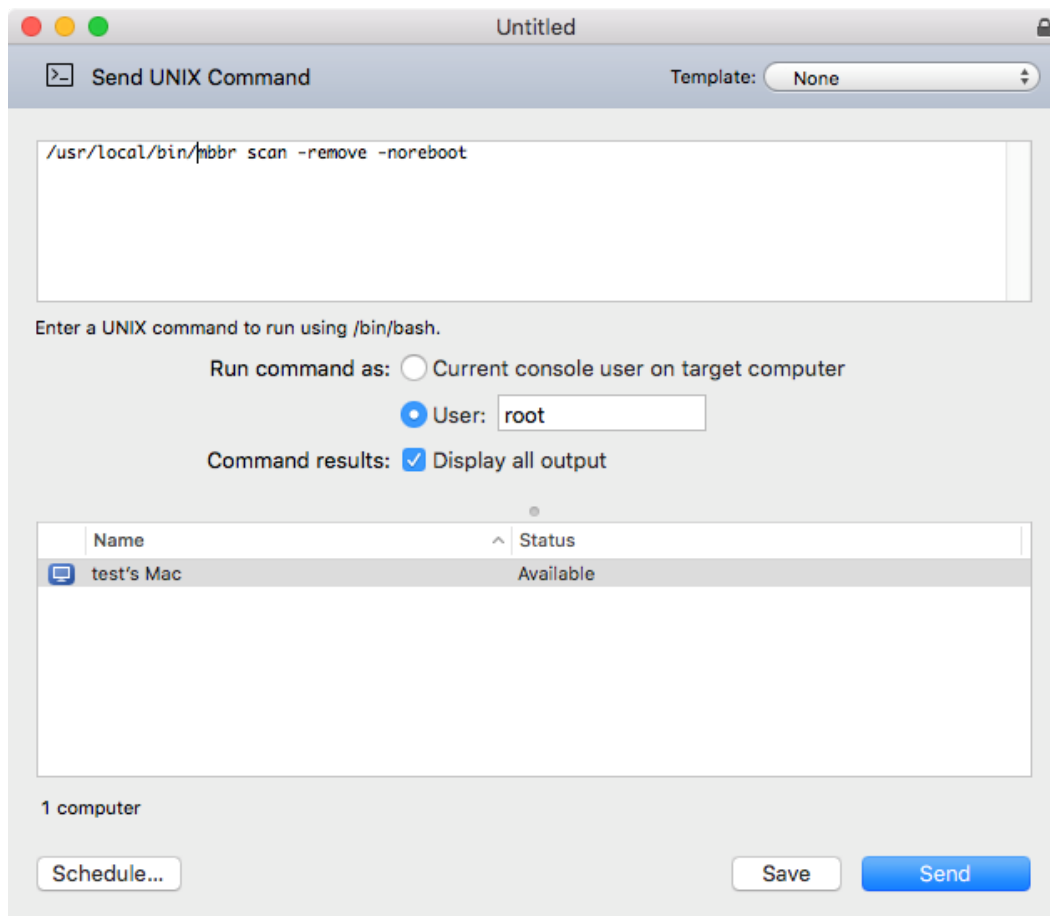 Untitled
Send UNIX Command
Template: None
/usr/local/bin/mbbr scan -remove -noreboot
Enter a UNIX command to run using /bin/bash.
Run command as: Current console user on target computer
User: root
Command results: Display all output
Name Status
test's Mac Available
1 computer
Schedule... Save Send